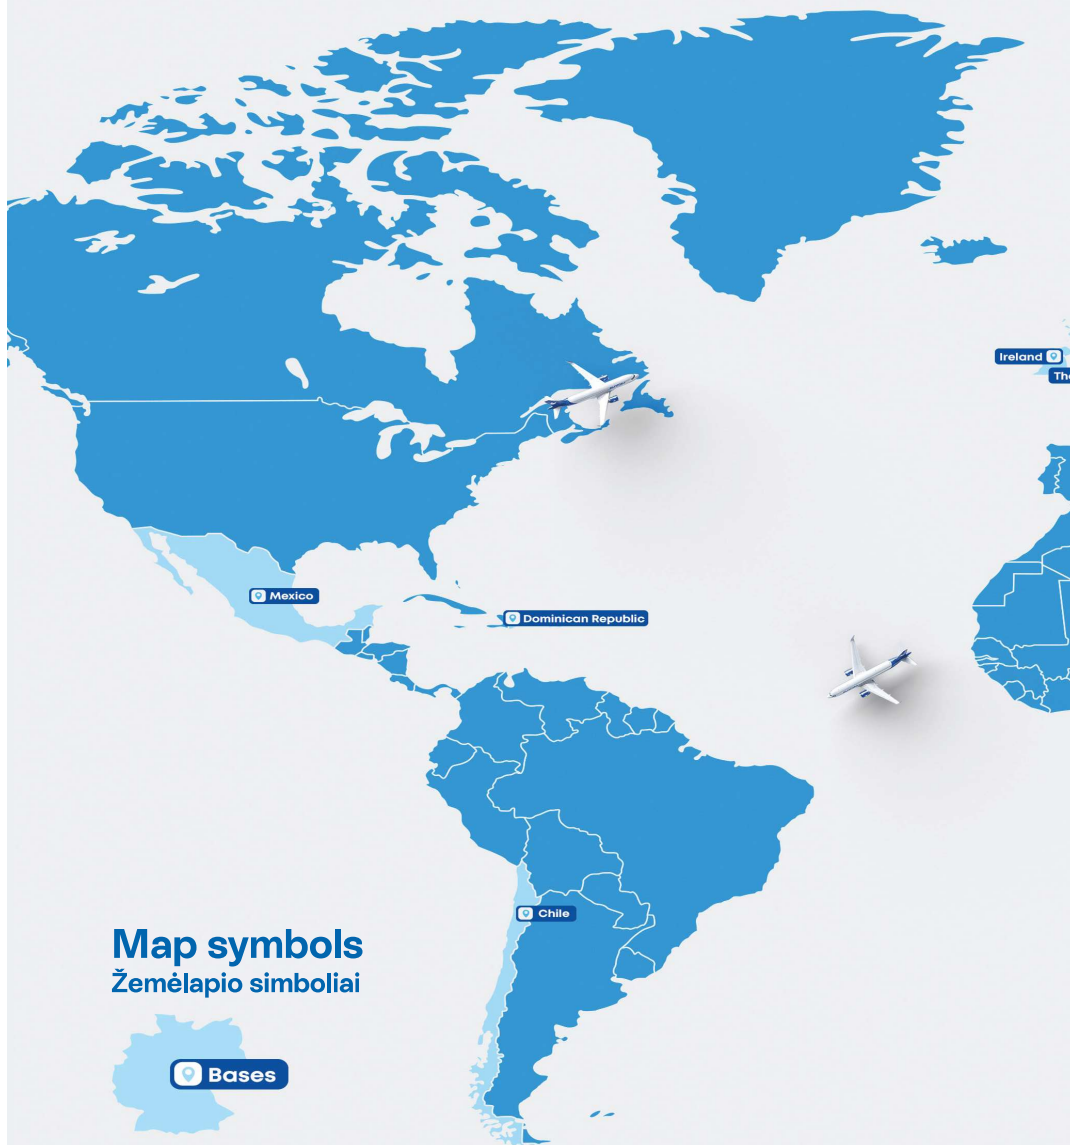 Ireland
Mexico
Dominican Republic
Chile
Map symbols
Žemėlapio simboliai
Bases